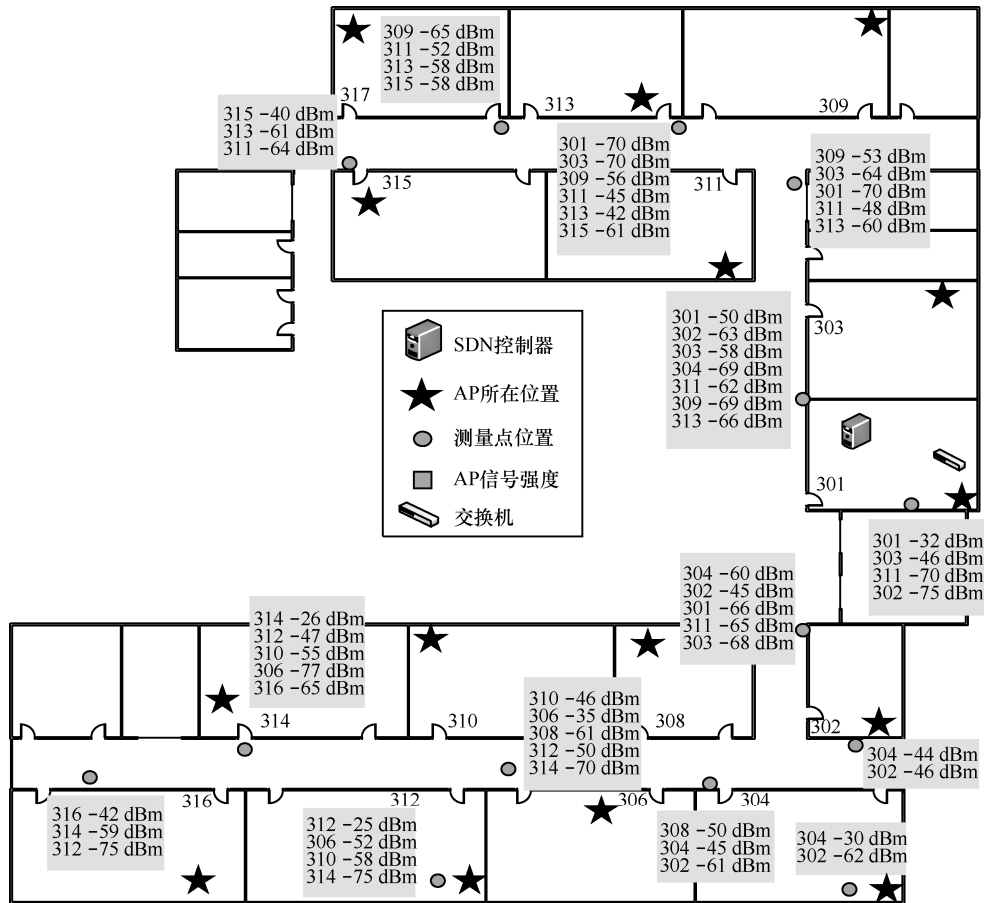 309 −65 dBm
311 −52 dBm
313 −58 dBm
315 −58 dBm
317
313
309
315 −40 dBm
313 −61 dBm
311 −64 dBm
301 −70 dBm
303 −70 dBm
309 −56 dBm
311 −45 dBm
313 −42 dBm
315 −61 dBm
309 −53 dBm
303 −64 dBm
301 −70 dBm
311 −48 dBm
313 −60 dBm
315
311
301 −50 dBm
302 −63 dBm
303 −58 dBm
304 −69 dBm
311 −62 dBm
309 −69 dBm
313 −66 dBm
303
SDN控制器
AP所在位置
测量点位置
AP信号强度
交换机
301
301 −32 dBm
303 −46 dBm
311 −70 dBm
302 −75 dBm
304 −60 dBm
302 −45 dBm
301 −66 dBm
311 −65 dBm
303 −68 dBm
314 −26 dBm
312 −47 dBm
310 −55 dBm
306 −77 dBm
316 −65 dBm
314
310
310 −46 dBm
306 −35 dBm
308 −61 dBm
312 −50 dBm
314 −70 dBm
308
302
304 −44 dBm
302 −46 dBm
316
312
306
304
316 −42 dBm
314 −59 dBm
312 −75 dBm
312 −25 dBm
306 −52 dBm
310 −58 dBm
314 −75 dBm
308 −50 dBm
304 −45 dBm
302 −61 dBm
304 −30 dBm
302 −62 dBm